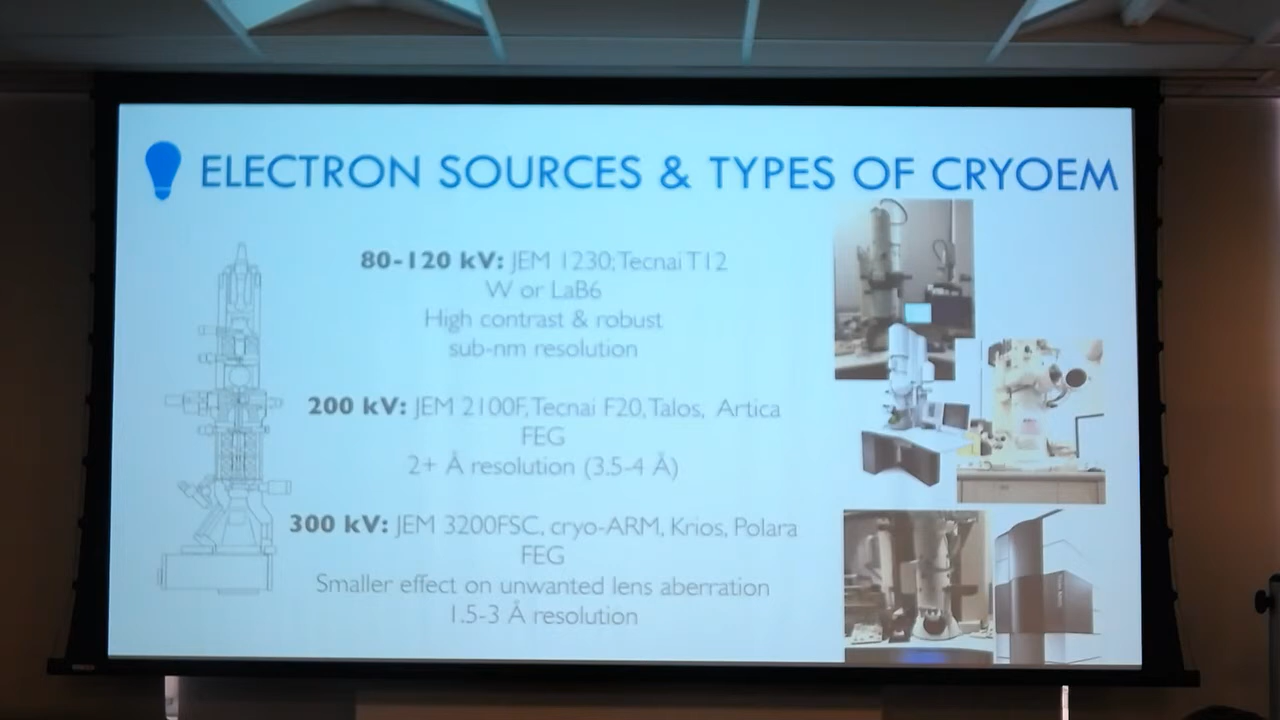 ELECTRON SOURCES & TYPES OF CRYOEM
80-120 kV: JEM 1230; Tecnai T12
W or LaB6
High contrast & robust
sub-nm resolution
200 kV: JEM 2100F, Tecnai F20, Talos, Artica
FEG
2+ Å resolution (3.5-4 Å)
300 kV: JEM 3200FSC, cryo-ARM, Krios, Polara
FEG
Smaller effect on unwanted lens aberration
1.5-3 Å resolution